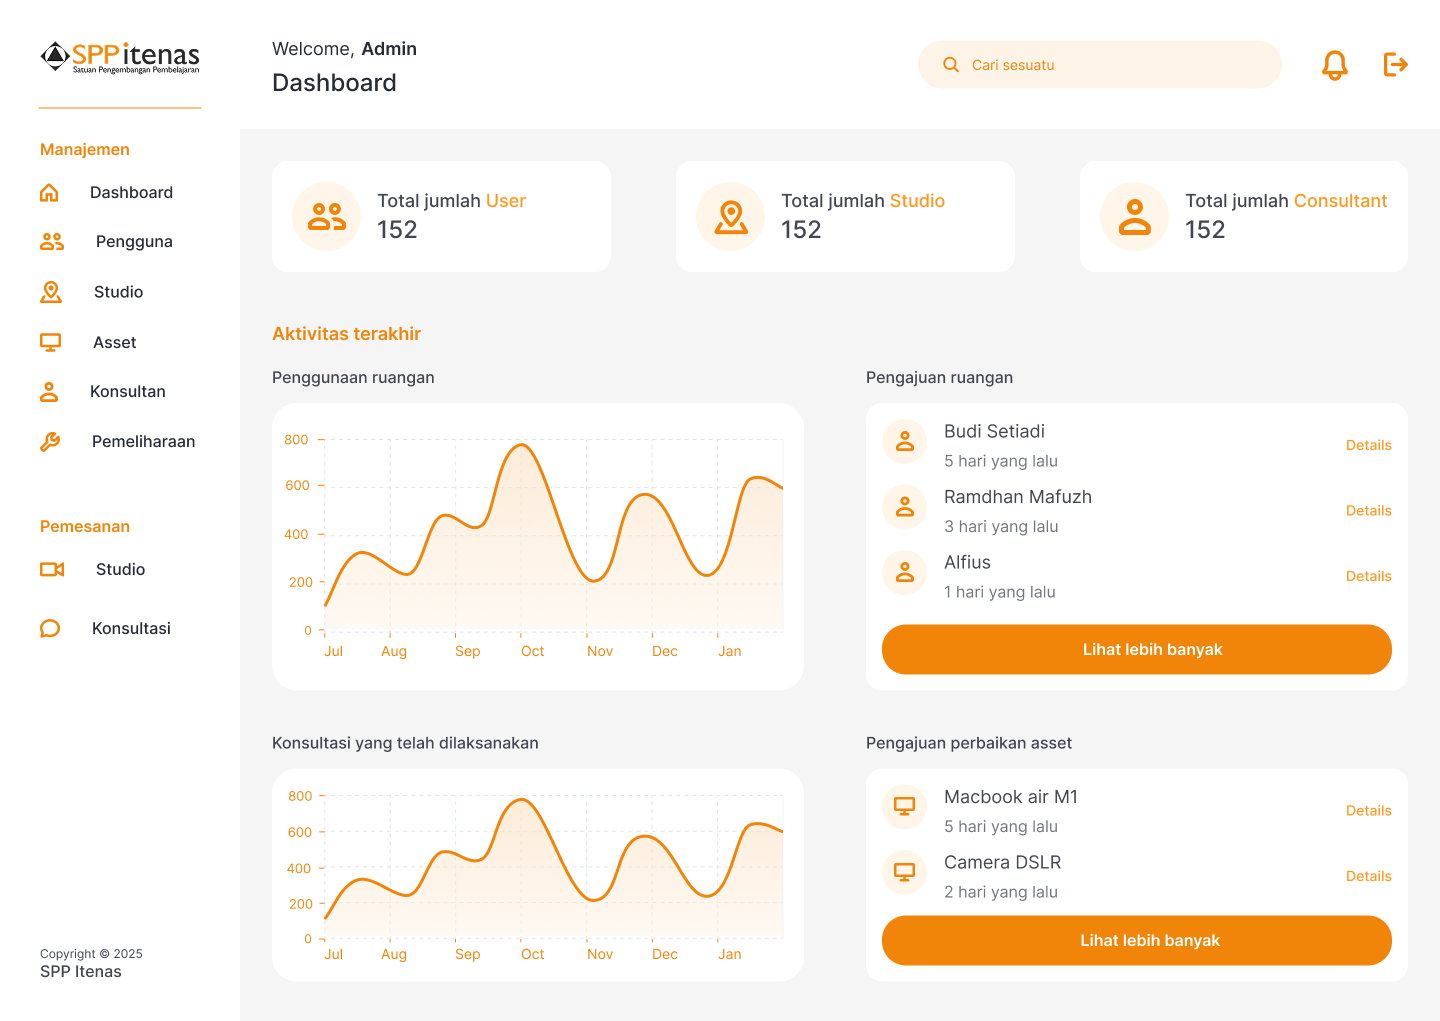 SPPitenas
Satuan Pengembangan Pembelajaran
Manajemen
Dashboard
Pengguna
Studio
Asset
Konsultan
Pemeliharaan
Pemesanan
Studio
Konsultasi
Copyright © 2025
SPP Itenas
Welcome, Admin
Dashboard
Cari sesuatu
Total jumlah User
152
Total jumlah Studio
152
Total jumlah Consultant
152
Aktivitas terakhir
Penggunaan ruangan
800
600
400
200
0
Jul Aug Sep Oct Nov Dec Jan
Pengajuan ruangan
Budi Setiadi
5 hari yang lalu
Details
Ramdhan Mafuzh
3 hari yang lalu
Details
Alfius
1 hari yang lalu
Details
Lihat lebih banyak
Konsultasi yang telah dilaksanakan
800
600
400
200
0
Jul Aug Sep Oct Nov Dec Jan
Pengajuan perbaikan asset
Macbook air M1
5 hari yang lalu
Details
Camera DSLR
2 hari yang lalu
Details
Lihat lebih banyak